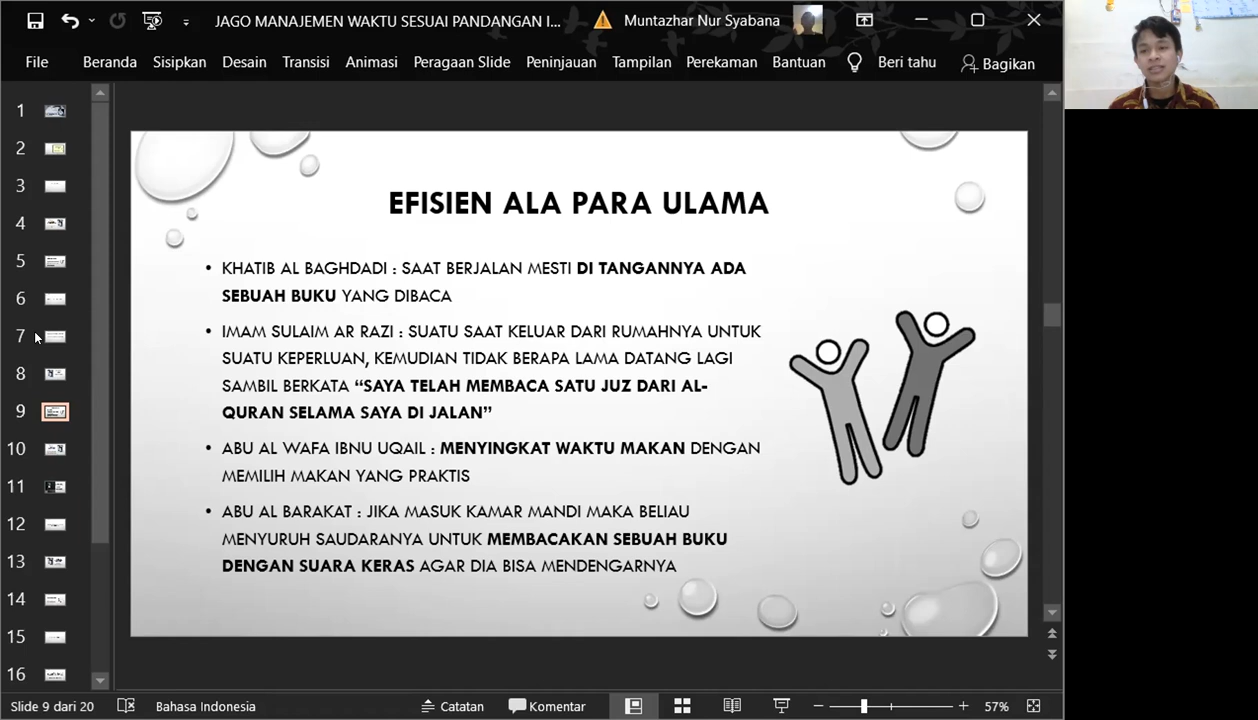 JAGO MANAJEMEN WAKTU SESUAI PANDANGAN I...
Muntazhar Nur Syabana
File Beranda Sisipkan Desain Transisi Animasi Peragaan Slide Peninjauan Tampilan Perekaman Bantuan Beri tahu Bagikan
1
2
3
4
5
6
7
8
9
10
11
12
13
14
15
16
EFISIEN ALA PARA ULAMA
• KHATIB AL BAGHDADI : SAAT BERJALAN MESTI DI TANGANNYA ADA
SEBUAH BUKU YANG DIBACA
• IMAM SULAIM AR RAZI : SUATU SAAT KELUAR DARI RUMAHNYA UNTUK
SUATU KEPERLUAN, KEMUDIAN TIDAK BERAPA LAMA DATANG LAGI
SAMBIL BERKATA “SAYA TELAH MEMBACA SATU JUZ DARI AL-
QURAN SELAMA SAYA DI JALAN”
• ABU AL WAFA IBNU UQAIL : MENYINGKAT WAKTU MAKAN DENGAN
MEMILIH MAKAN YANG PRAKTIS
• ABU AL BARAKAT : JIKA MASUK KAMAR MANDI MAKA BELIAU
MENYURUH SAUDARANYA UNTUK MEMBACAKAN SEBUAH BUKU
DENGAN SUARA KERAS AGAR DIA BISA MENDENGARNYA
Slide 9 dari 20 Bahasa Indonesia Catatan Komentar 57%